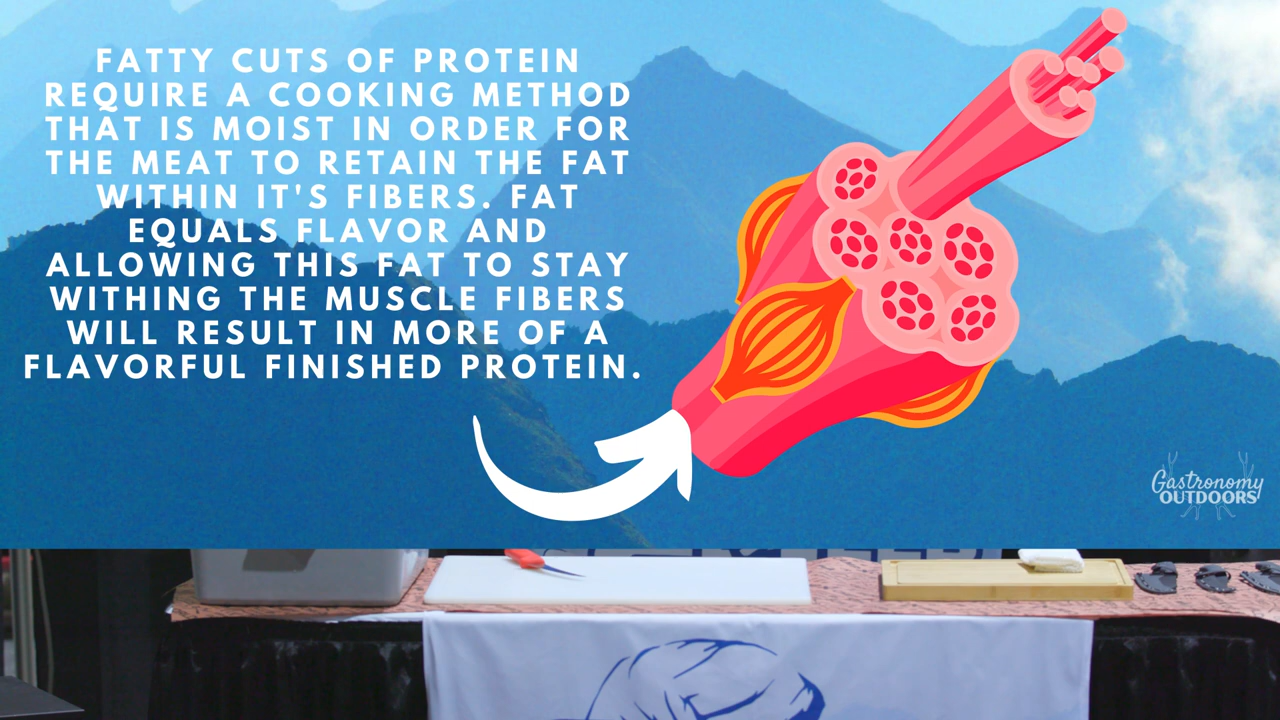 FATTY CUTS OF PROTEIN
REQUIRE A COOKING METHOD
THAT IS MOIST IN ORDER FOR
THE MEAT TO RETAIN THE FAT
WITHIN IT'S FIBERS. FAT
EQUALS FLAVOR AND
ALLOWING THIS FAT TO STAY
WITHING THE MUSCLE FIBERS
WILL RESULT IN MORE OF A
FLAVORFUL FINISHED PROTEIN.
Gastronomy
OUTDOORS